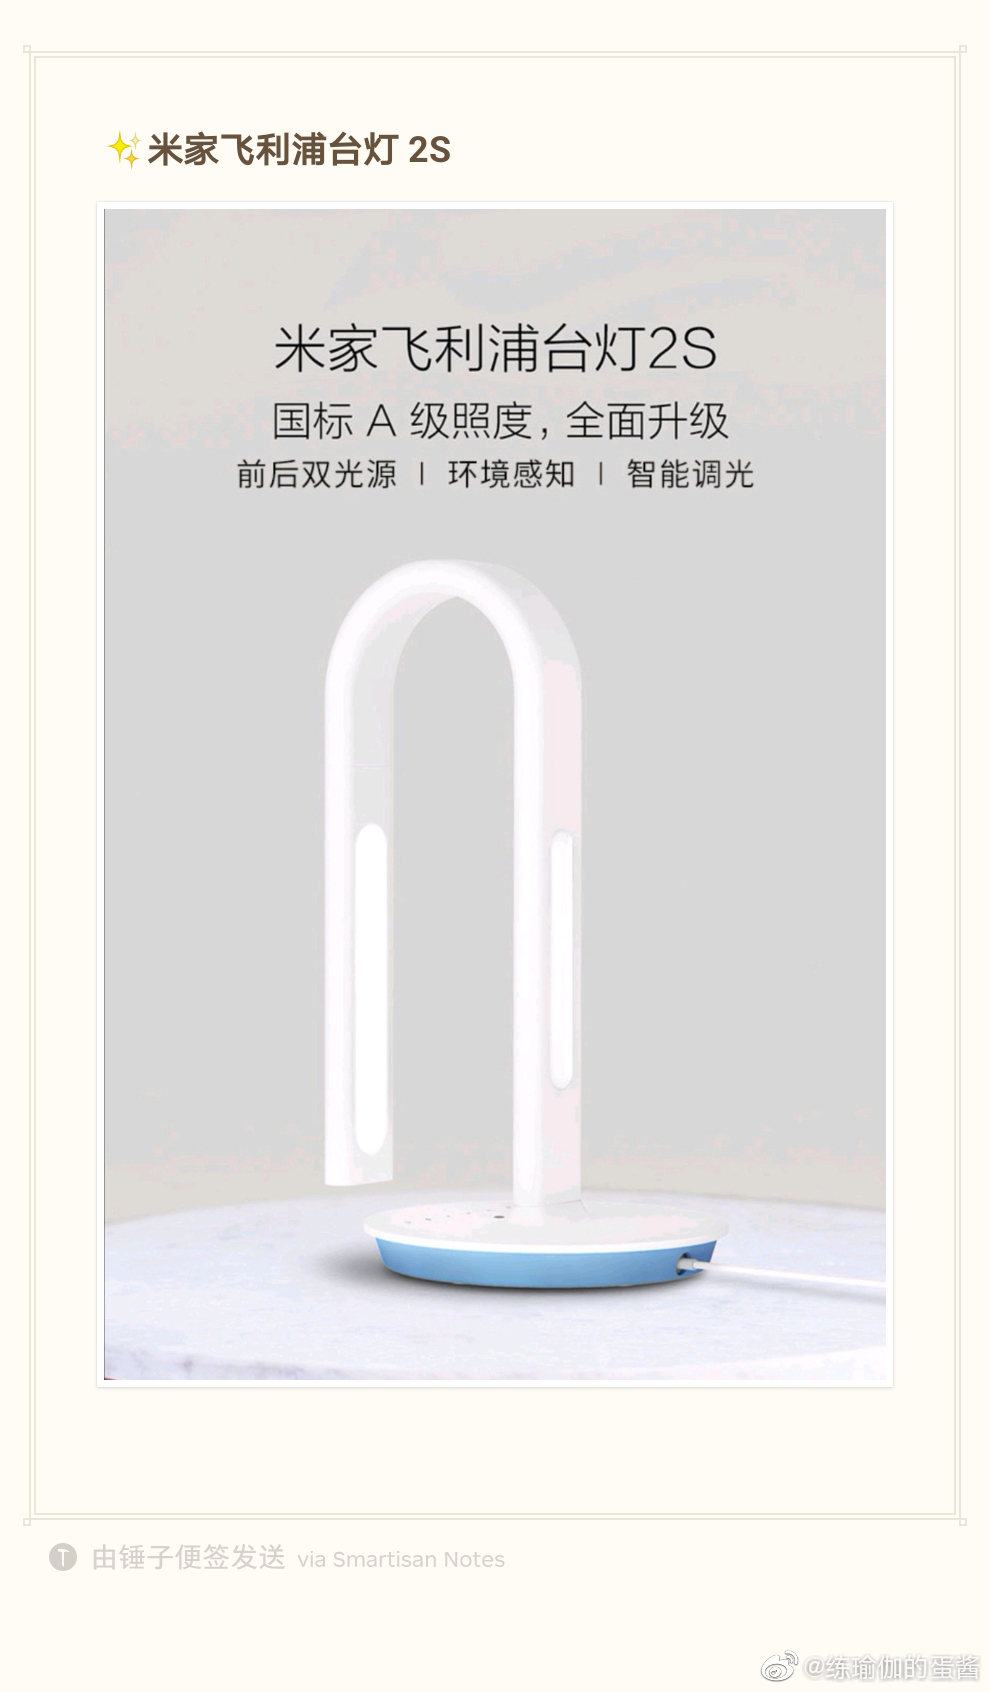 ✨米家飞利浦台灯 2S
米家飞利浦台灯2S
国标 A 级照度，全面升级
前后双光源 | 环境感知 | 智能调光
T 由锤子便签发送 via Smartisan Notes
@练瑜伽的蛋酱